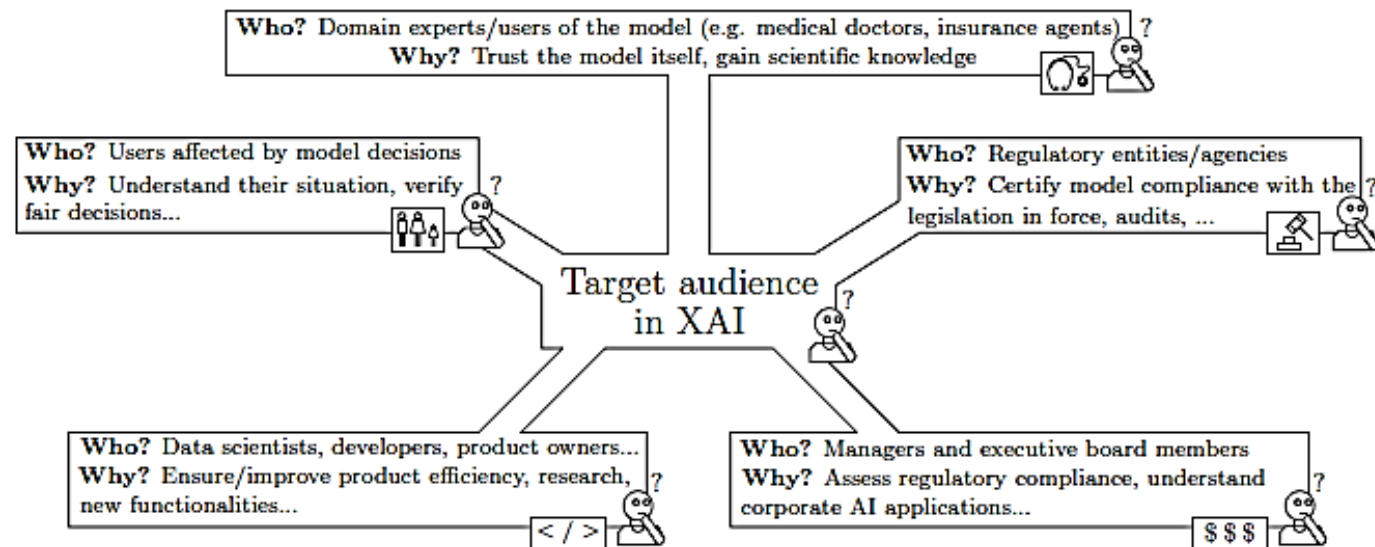 Who? Domain experts/users of the model (e.g. medical doctors, insurance agents)
?
Why? Trust the model itself, gain scientific knowledge
Who? Users affected by model decisions
Why? Understand their situation, verify
?
fair decisions...
Who? Regulatory entities/agencies
Why? Certify model compliance with the
?
legislation in force, audits, ...
Target audience
?
in XAI
Who? Data scientists, developers, product owners...
Why? Ensure/improve product efficiency, research,
?
new functionalities...
< / >
Who? Managers and executive board members
Why? Assess regulatory compliance, understand
?
corporate AI applications...
$ $ $